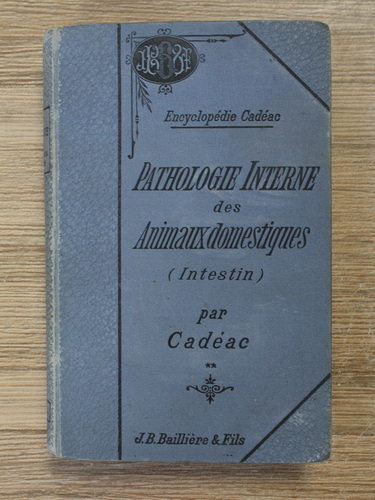 Encyclopédie Cadéac
PATHOLOGIE INTERNE
des
Animaux domestiques
(Intestin)
par
Cadéac
**
J.B. Baillière & Fils